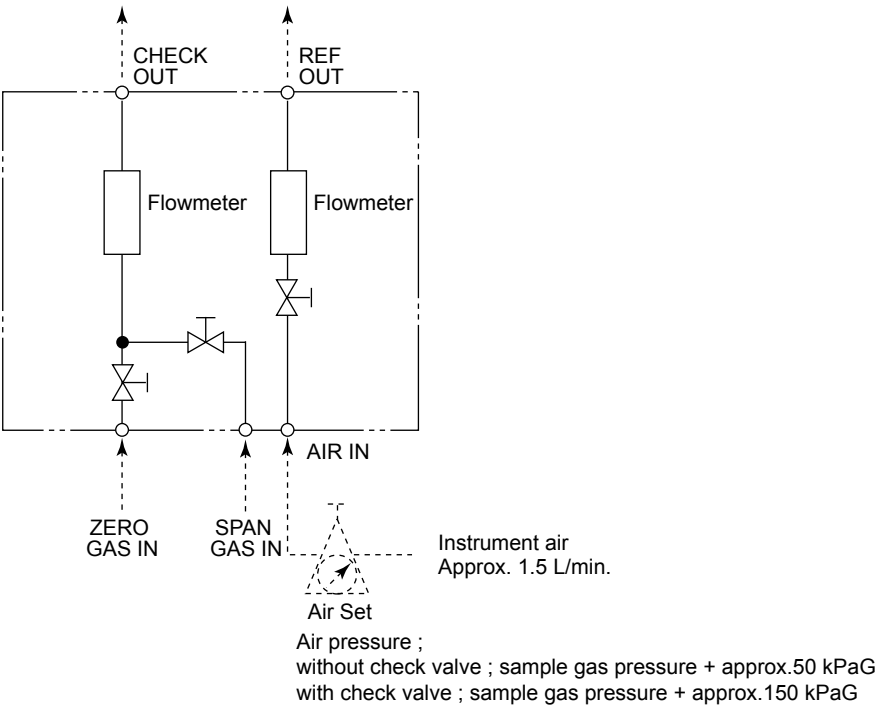 CHECK
OUT
REF
OUT
Flowmeter
Flowmeter
AIR IN
ZERO
GAS IN
SPAN
GAS IN
Instrument air
Approx. 1.5 L/min.
Air Set
Air pressure ;
without check valve ; sample gas pressure + approx.50 kPaG
with check valve ; sample gas pressure + approx.150 kPaG